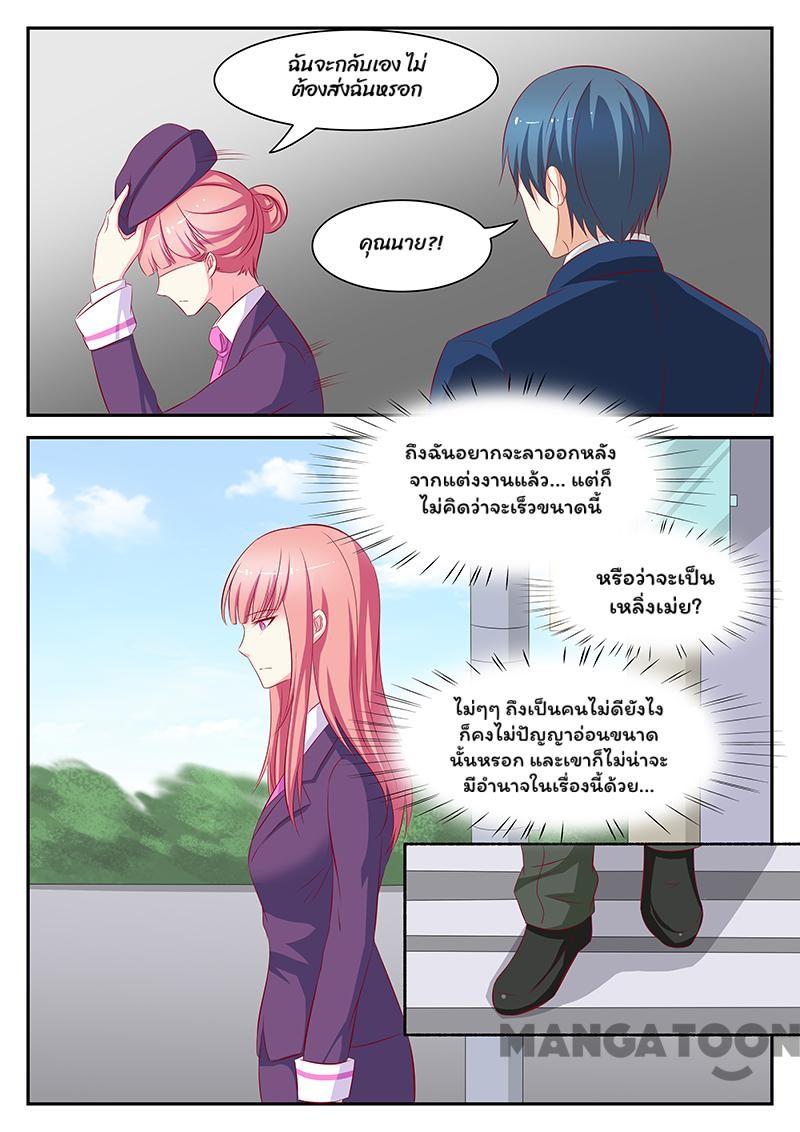 ฉันจะกลับเอง ไม่
ต้องส่งฉันหรอก
คุณนาย?!
ถึงฉันอยากจะลาออกหลัง
จากแต่งงานแล้ว... แต่ก็
ไม่คิดว่าจะเร็วขนาดนี้
หรือว่าจะเป็น
เหลิ่งเม่ย?
ไม่ๆๆ ถึงเป็นคนไม่ดียังไง
ก็คงไม่ปัญญาอ่อนขนาด
นั้นหรอก และเขาก็ไม่น่าจะ
มีอำนาจในเรื่องนี้ด้วย...
MANGATOON